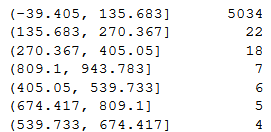 (-39.405, 135.683] 5034
(135.683, 270.367] 22
(270.367, 405.05] 18
(809.1, 943.783] 7
(405.05, 539.733] 6
(674.417, 809.1] 5
(539.733, 674.417] 4